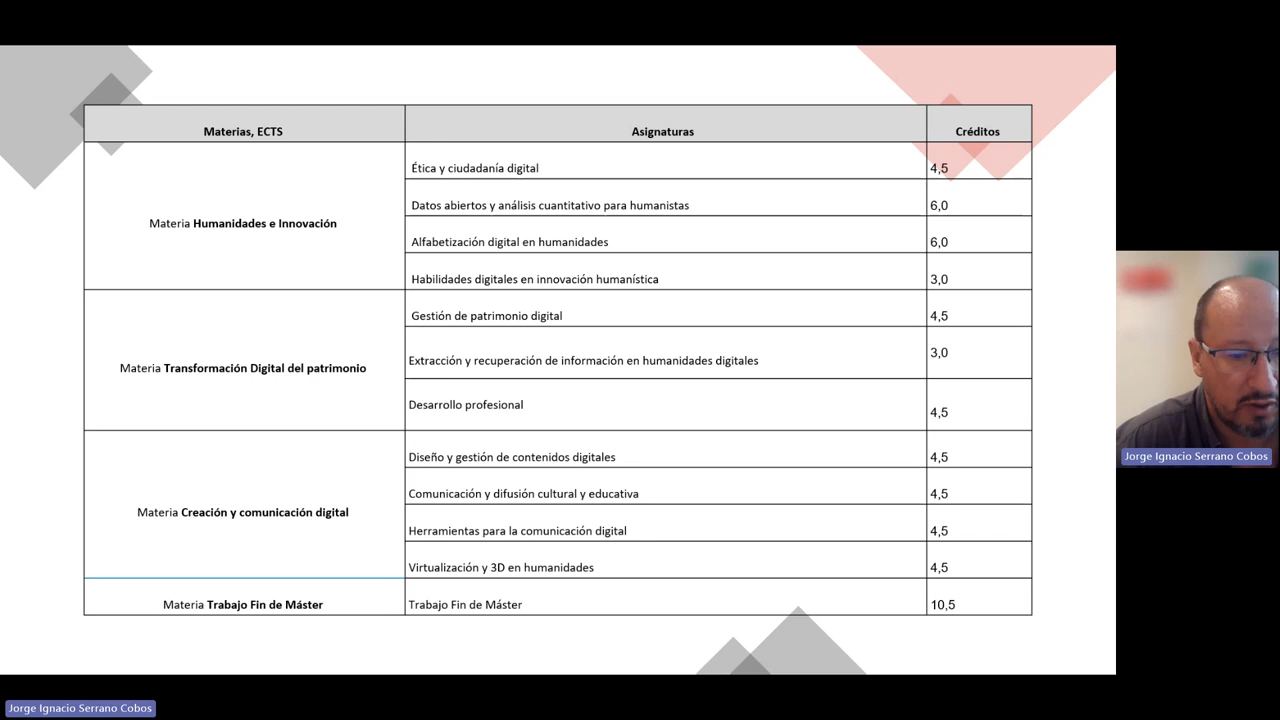 Materias, ECTS Asignaturas Créditos
Materia Humanidades e Innovación
Ética y ciudadanía digital 4,5
Datos abiertos y análisis cuantitativo para humanistas 6,0
Alfabetización digital en humanidades 6,0
Habilidades digitales en innovación humanística 3,0
Materia Transformación Digital del patrimonio
Gestión de patrimonio digital 4,5
Extracción y recuperación de información en humanidades digitales 3,0
Desarrollo profesional 4,5
Materia Creación y comunicación digital
Diseño y gestión de contenidos digitales 4,5
Comunicación y difusión cultural y educativa 4,5
Herramientas para la comunicación digital 4,5
Virtualización y 3D en humanidades 4,5
Materia Trabajo Fin de Máster Trabajo Fin de Máster 10,5
Jorge Ignacio Serrano Cobos
Jorge Ignacio Serrano Cobos